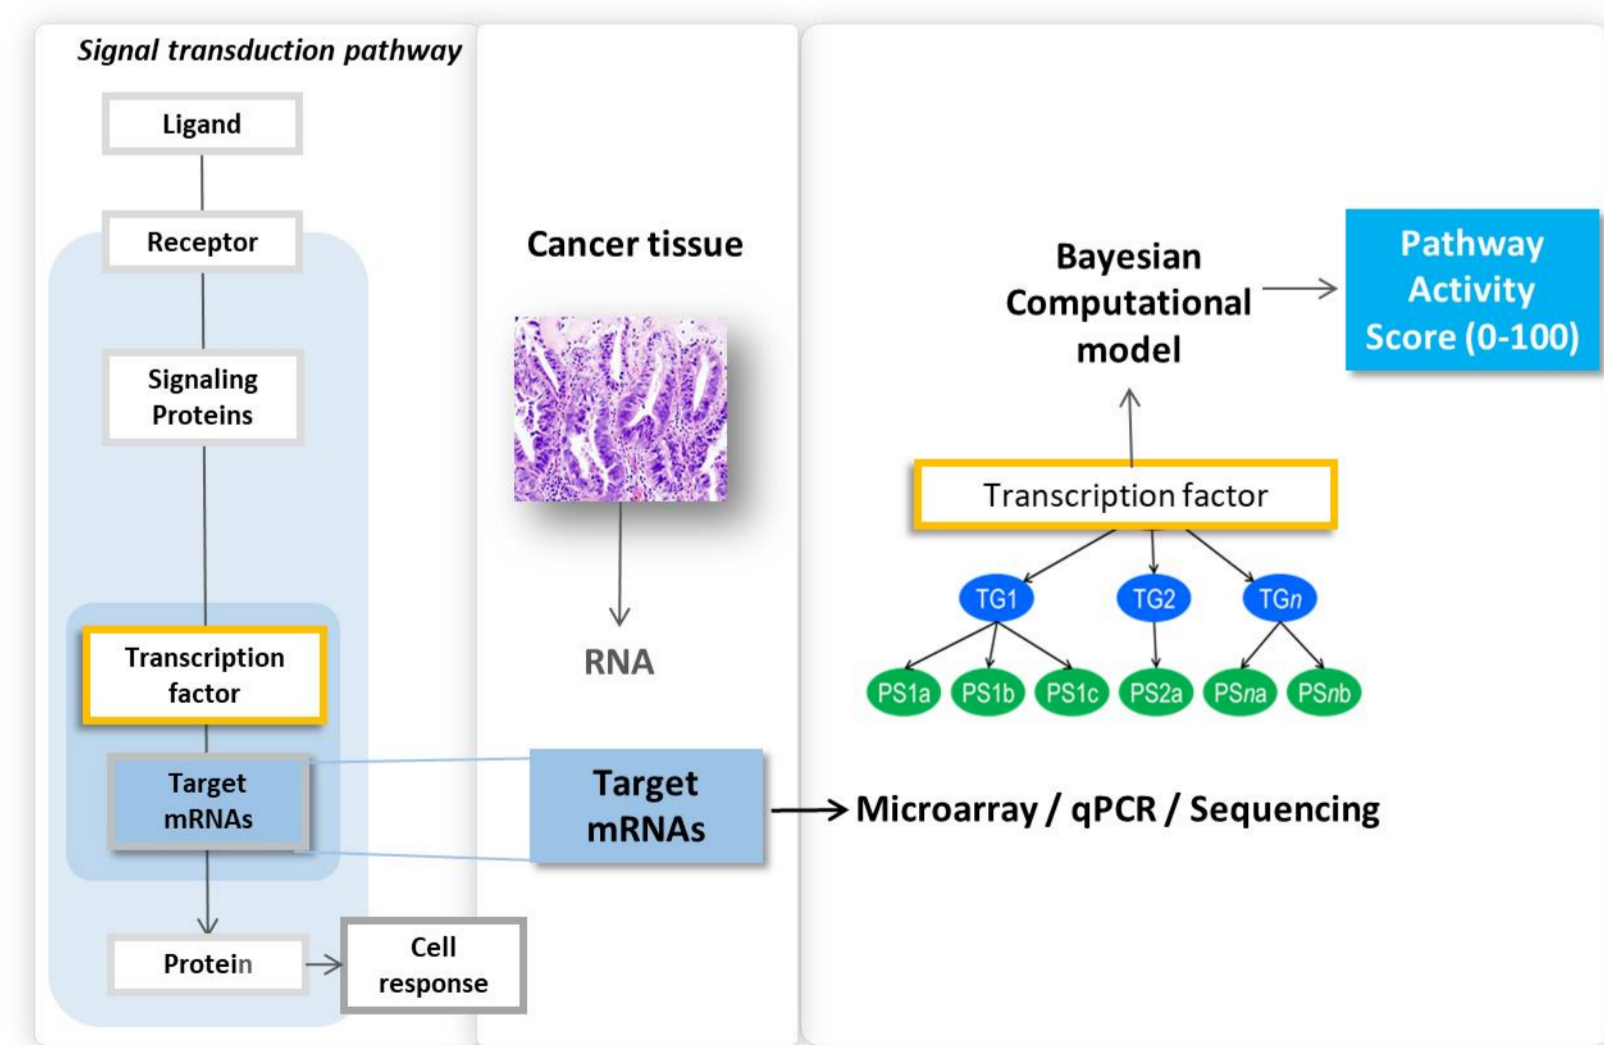 Signal transduction pathway
Ligand
Receptor
Signaling
Proteins
Transcription
factor
Target
mRNAs
Protein
Cell
response
Cancer tissue
RNA
Target
mRNAs
Bayesian
Computational
model
Pathway
Activity
Score (0-100)
Transcription factor
TG1 TG2 TGn
PS1a PS1b PS1c PS2a PSna PSnb
Microarray / qPCR / Sequencing